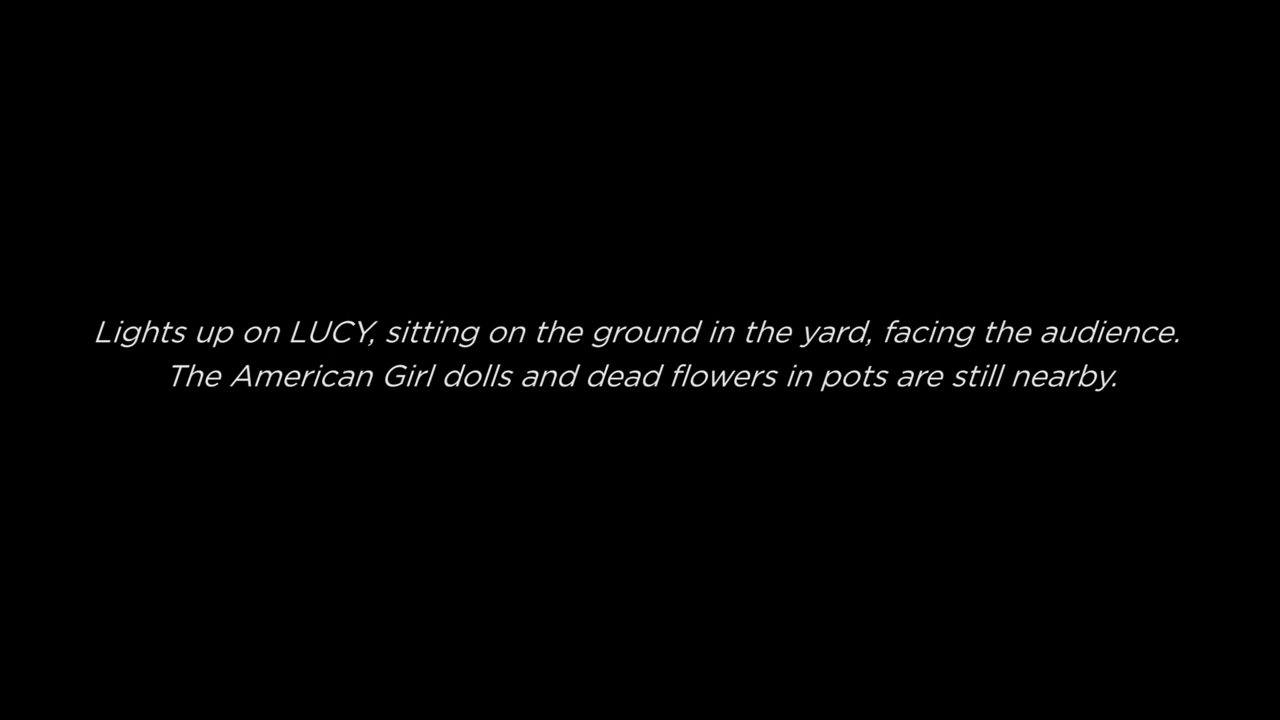 Lights up on LUCY, sitting on the ground in the yard, facing the audience.
The American Girl dolls and dead flowers in pots are still nearby.